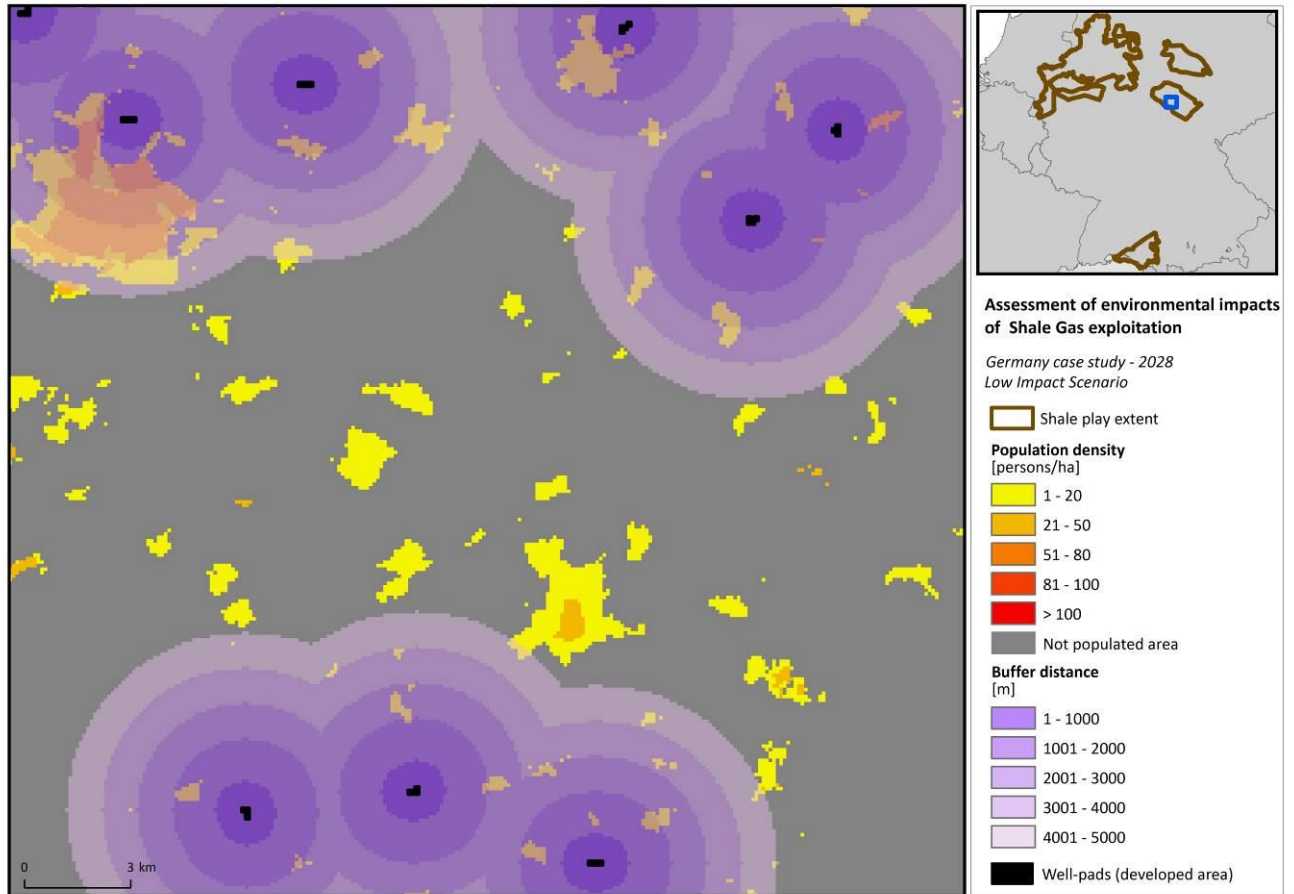 Assessment of environmental impacts
of Shale Gas exploitation
Germany case study - 2028
Low Impact Scenario
Shale play extent
Population density
[persons/ha]
1 - 20
21 - 50
51 - 80
81 - 100
> 100
Not populated area
Buffer distance
[m]
1 - 1000
1001 - 2000
2001 - 3000
3001 - 4000
4001 - 5000
Well-pads (developed area)
0 3 km